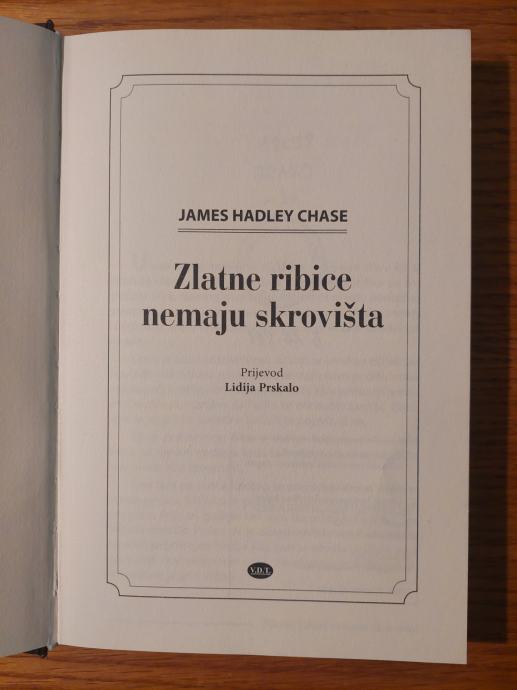 JAMES HADLEY CHASE
Zlatne ribice
nemaju skrovišta
Prijevod
Lidija Prskalo
V.D.T.